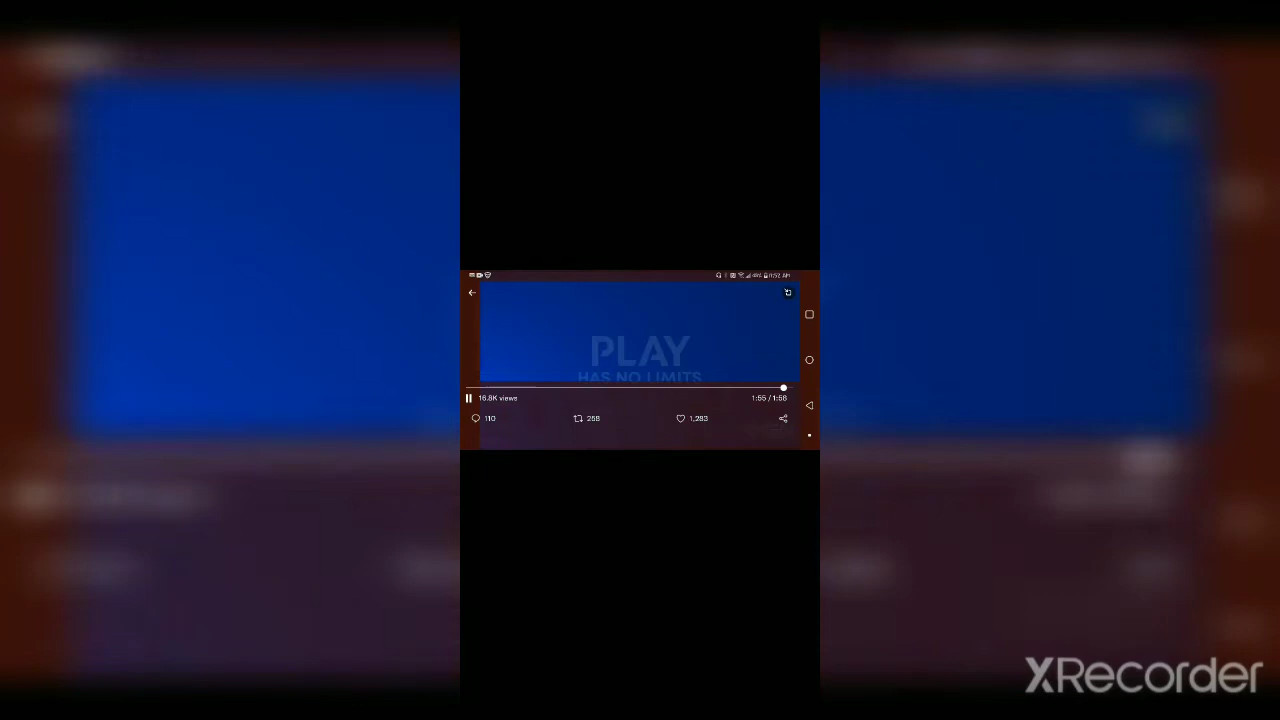 PLAY
HAS NO LIMITS
16.8K views
1:55 / 1:58
110
258
1,283
XRecorder